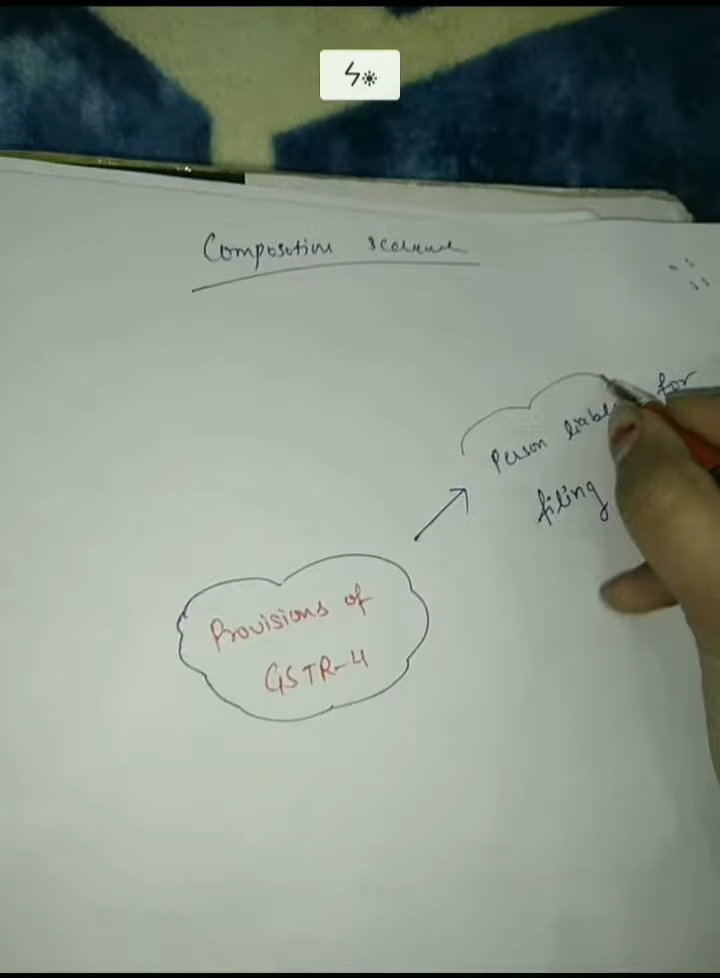 Composition scheme
Person liable for
filing
Provisions of
GSTR-4